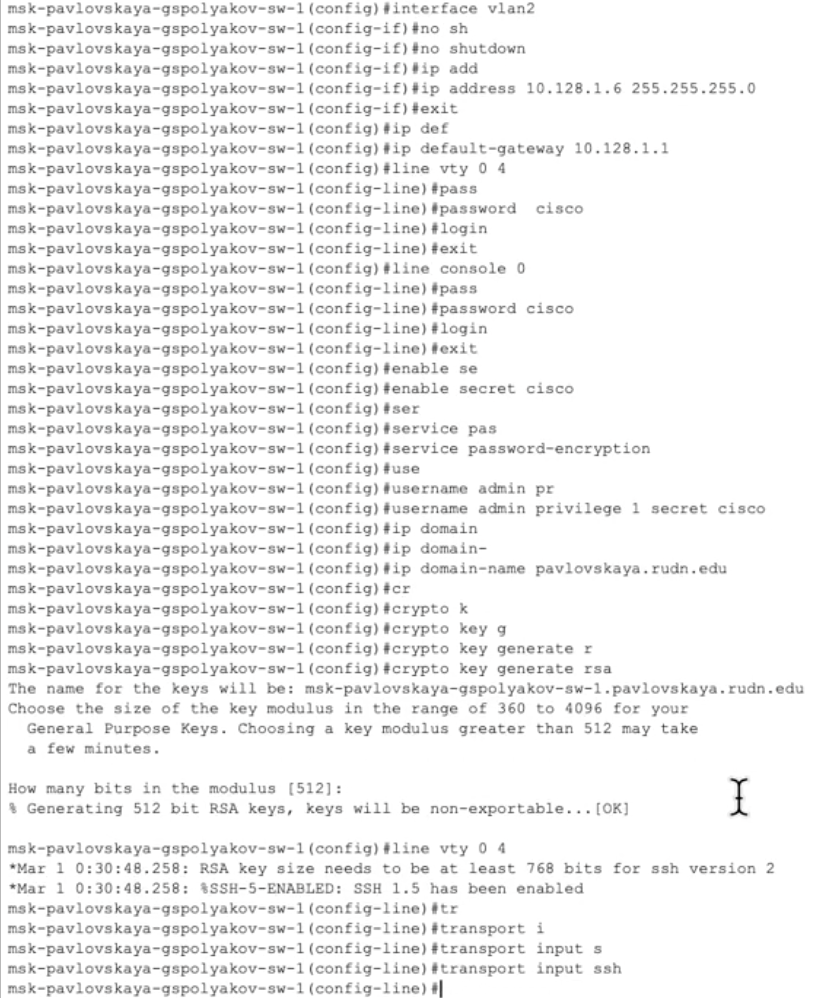 msk-pavlovskaya-gspolyakov-sw-1(config)#interface vlan2
msk-pavlovskaya-gspolyakov-sw-1(config-if)#no sh
msk-pavlovskaya-gspolyakov-sw-1(config-if)#no shutdown
msk-pavlovskaya-gspolyakov-sw-1(config-if)#ip add
msk-pavlovskaya-gspolyakov-sw-1(config-if)#ip address 10.128.1.6 255.255.255.0
msk-pavlovskaya-gspolyakov-sw-1(config-if)#exit
msk-pavlovskaya-gspolyakov-sw-1(config)#ip def
msk-pavlovskaya-gspolyakov-sw-1(config)#ip default-gateway 10.128.1.1
msk-pavlovskaya-gspolyakov-sw-1(config)#line vty 0 4
msk-pavlovskaya-gspolyakov-sw-1(config-line)#pass
msk-pavlovskaya-gspolyakov-sw-1(config-line)#password  cisco
msk-pavlovskaya-gspolyakov-sw-1(config-line)#login
msk-pavlovskaya-gspolyakov-sw-1(config-line)#exit
msk-pavlovskaya-gspolyakov-sw-1(config)#line console 0
msk-pavlovskaya-gspolyakov-sw-1(config-line)#pass
msk-pavlovskaya-gspolyakov-sw-1(config-line)#password cisco
msk-pavlovskaya-gspolyakov-sw-1(config-line)#login
msk-pavlovskaya-gspolyakov-sw-1(config-line)#exit
msk-pavlovskaya-gspolyakov-sw-1(config)#enable se
msk-pavlovskaya-gspolyakov-sw-1(config)#enable secret cisco
msk-pavlovskaya-gspolyakov-sw-1(config)#ser
msk-pavlovskaya-gspolyakov-sw-1(config)#service pas
msk-pavlovskaya-gspolyakov-sw-1(config)#service password-encryption
msk-pavlovskaya-gspolyakov-sw-1(config)#use
msk-pavlovskaya-gspolyakov-sw-1(config)#username admin pr
msk-pavlovskaya-gspolyakov-sw-1(config)#username admin privilege 1 secret cisco
msk-pavlovskaya-gspolyakov-sw-1(config)#ip domain
msk-pavlovskaya-gspolyakov-sw-1(config)#ip domain-
msk-pavlovskaya-gspolyakov-sw-1(config)#ip domain-name pavlovskaya.rudn.edu
msk-pavlovskaya-gspolyakov-sw-1(config)#cr
msk-pavlovskaya-gspolyakov-sw-1(config)#crypto k
msk-pavlovskaya-gspolyakov-sw-1(config)#crypto key g
msk-pavlovskaya-gspolyakov-sw-1(config)#crypto key generate r
msk-pavlovskaya-gspolyakov-sw-1(config)#crypto key generate rsa
The name for the keys will be: msk-pavlovskaya-gspolyakov-sw-1.pavlovskaya.rudn.edu
Choose the size of the key modulus in the range of 360 to 4096 for your
  General Purpose Keys. Choosing a key modulus greater than 512 may take
  a few minutes.

How many bits in the modulus [512]:
% Generating 512 bit RSA keys, keys will be non-exportable...[OK]

msk-pavlovskaya-gspolyakov-sw-1(config)#line vty 0 4
*Mar 1 0:30:48.258: RSA key size needs to be at least 768 bits for ssh version 2
*Mar 1 0:30:48.258: %SSH-5-ENABLED: SSH 1.5 has been enabled
msk-pavlovskaya-gspolyakov-sw-1(config-line)#tr
msk-pavlovskaya-gspolyakov-sw-1(config-line)#transport i
msk-pavlovskaya-gspolyakov-sw-1(config-line)#transport input s
msk-pavlovskaya-gspolyakov-sw-1(config-line)#transport input ssh
msk-pavlovskaya-gspolyakov-sw-1(config-line)#